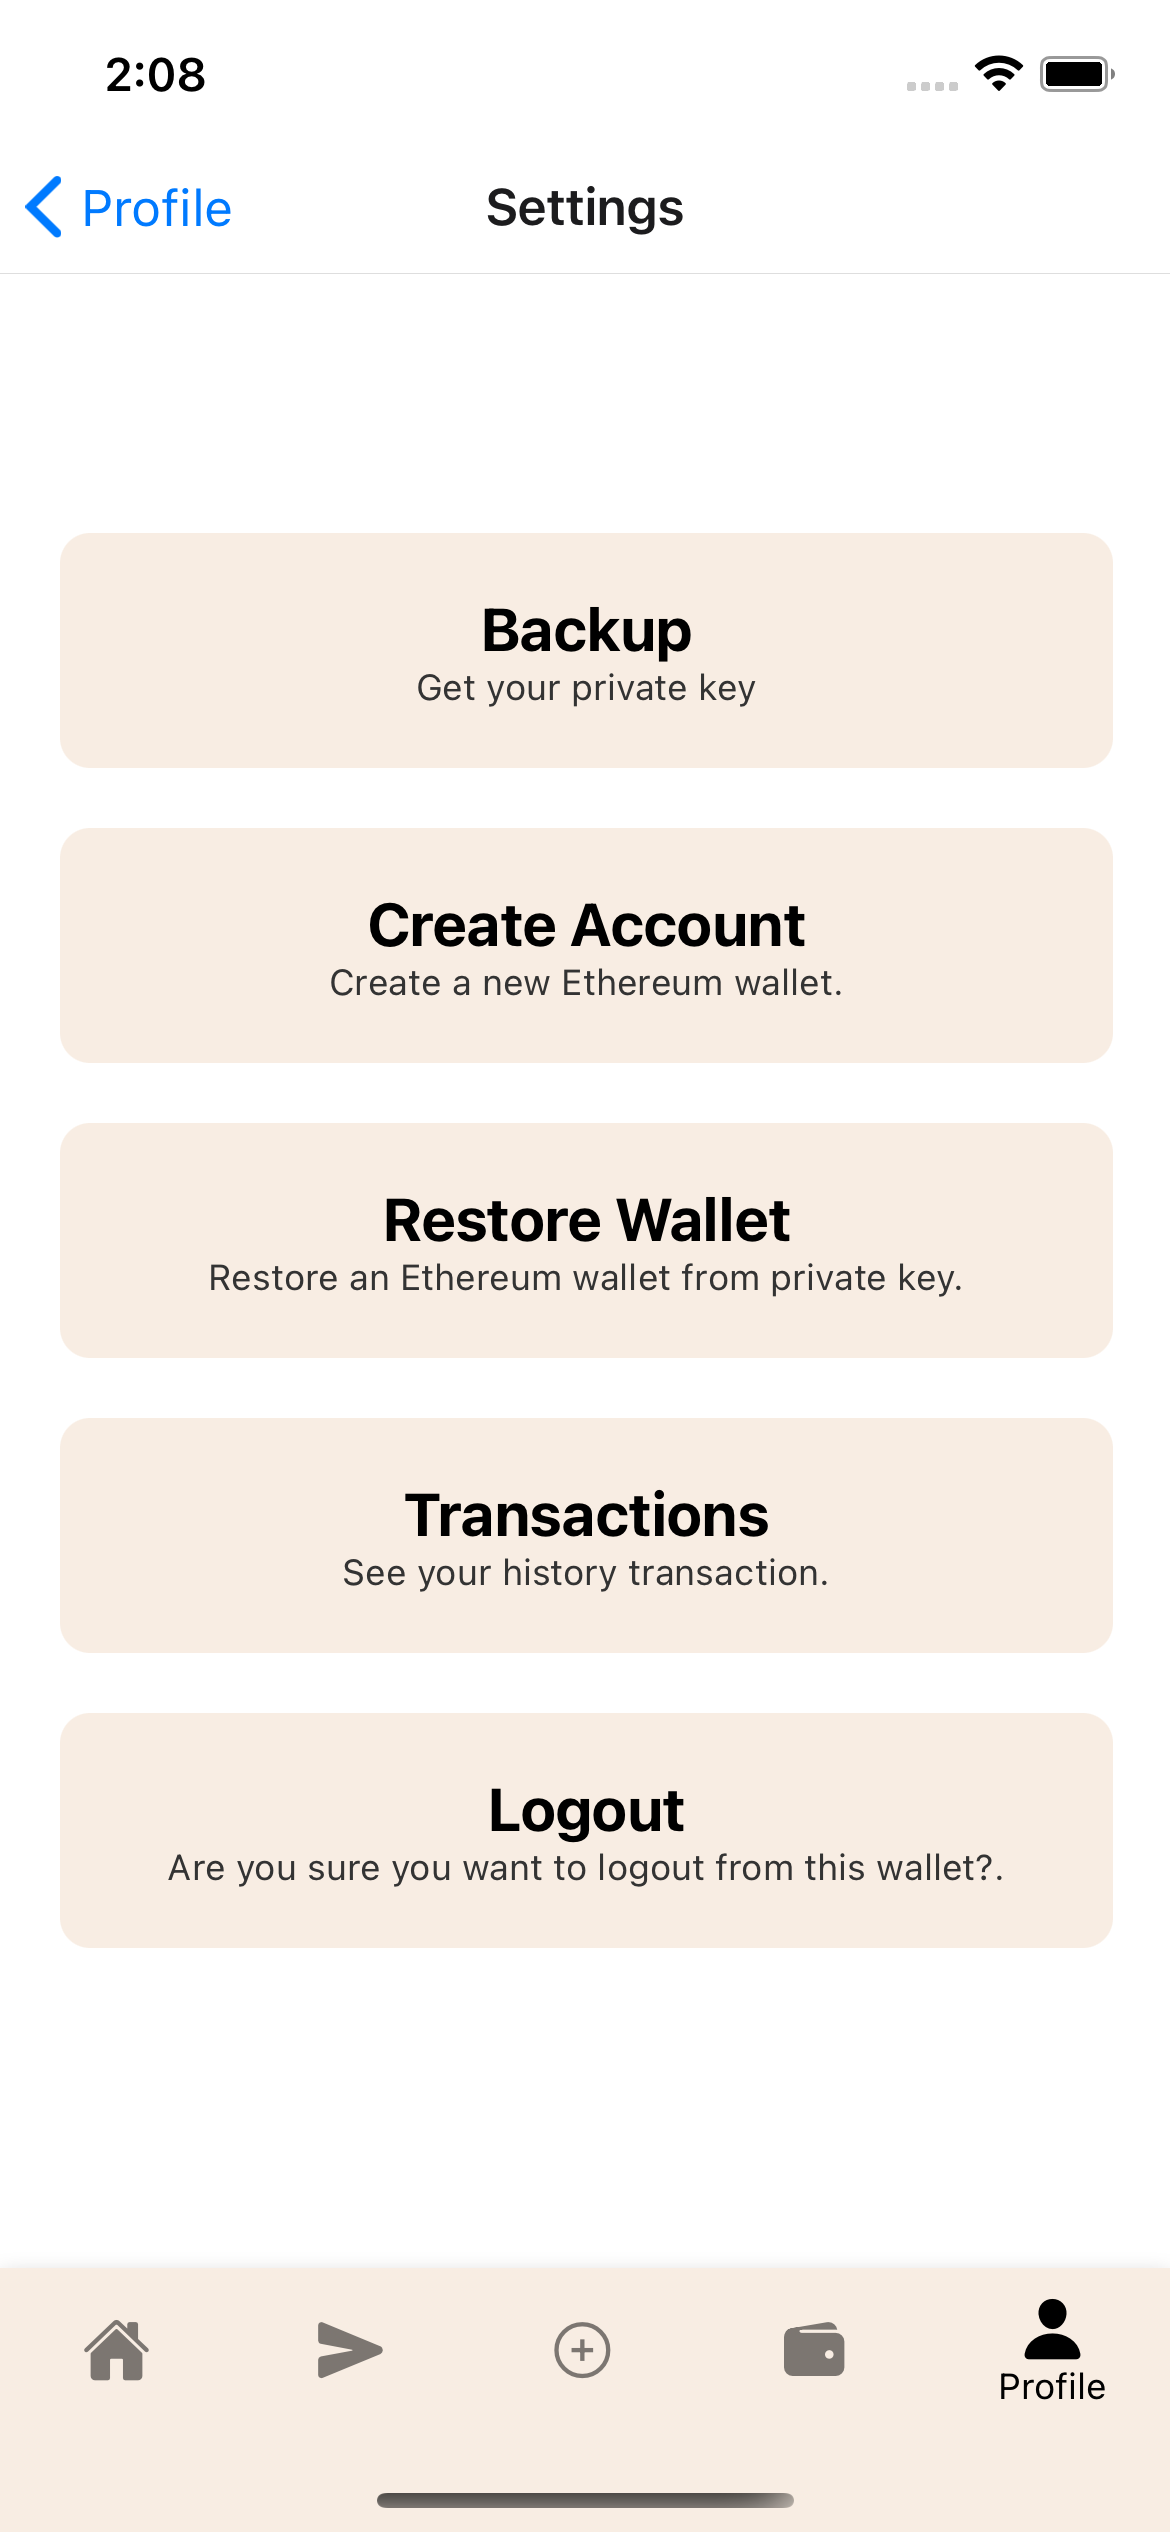 2:08
Profile
Settings
Backup
Get your private key
Create Account
Create a new Ethereum wallet.
Restore Wallet
Restore an Ethereum wallet from private key.
Transactions
See your history transaction.
Logout
Are you sure you want to logout from this wallet?.
Profile